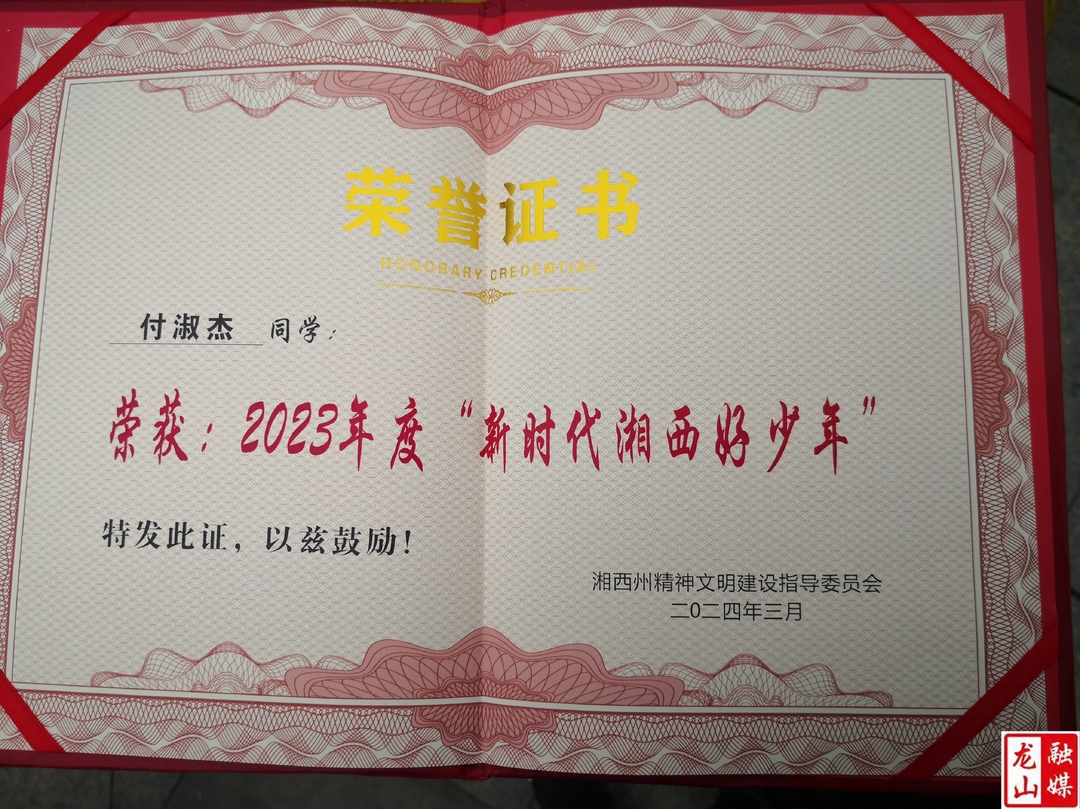 荣誉证书
HONORARY CREDENTIAL
付淑杰 同学：
荣获：2023年度“新时代湘西好少年”
特发此证，以兹鼓励！
湘西州精神文明建设指导委员会
二0二四年三月
龙山融媒